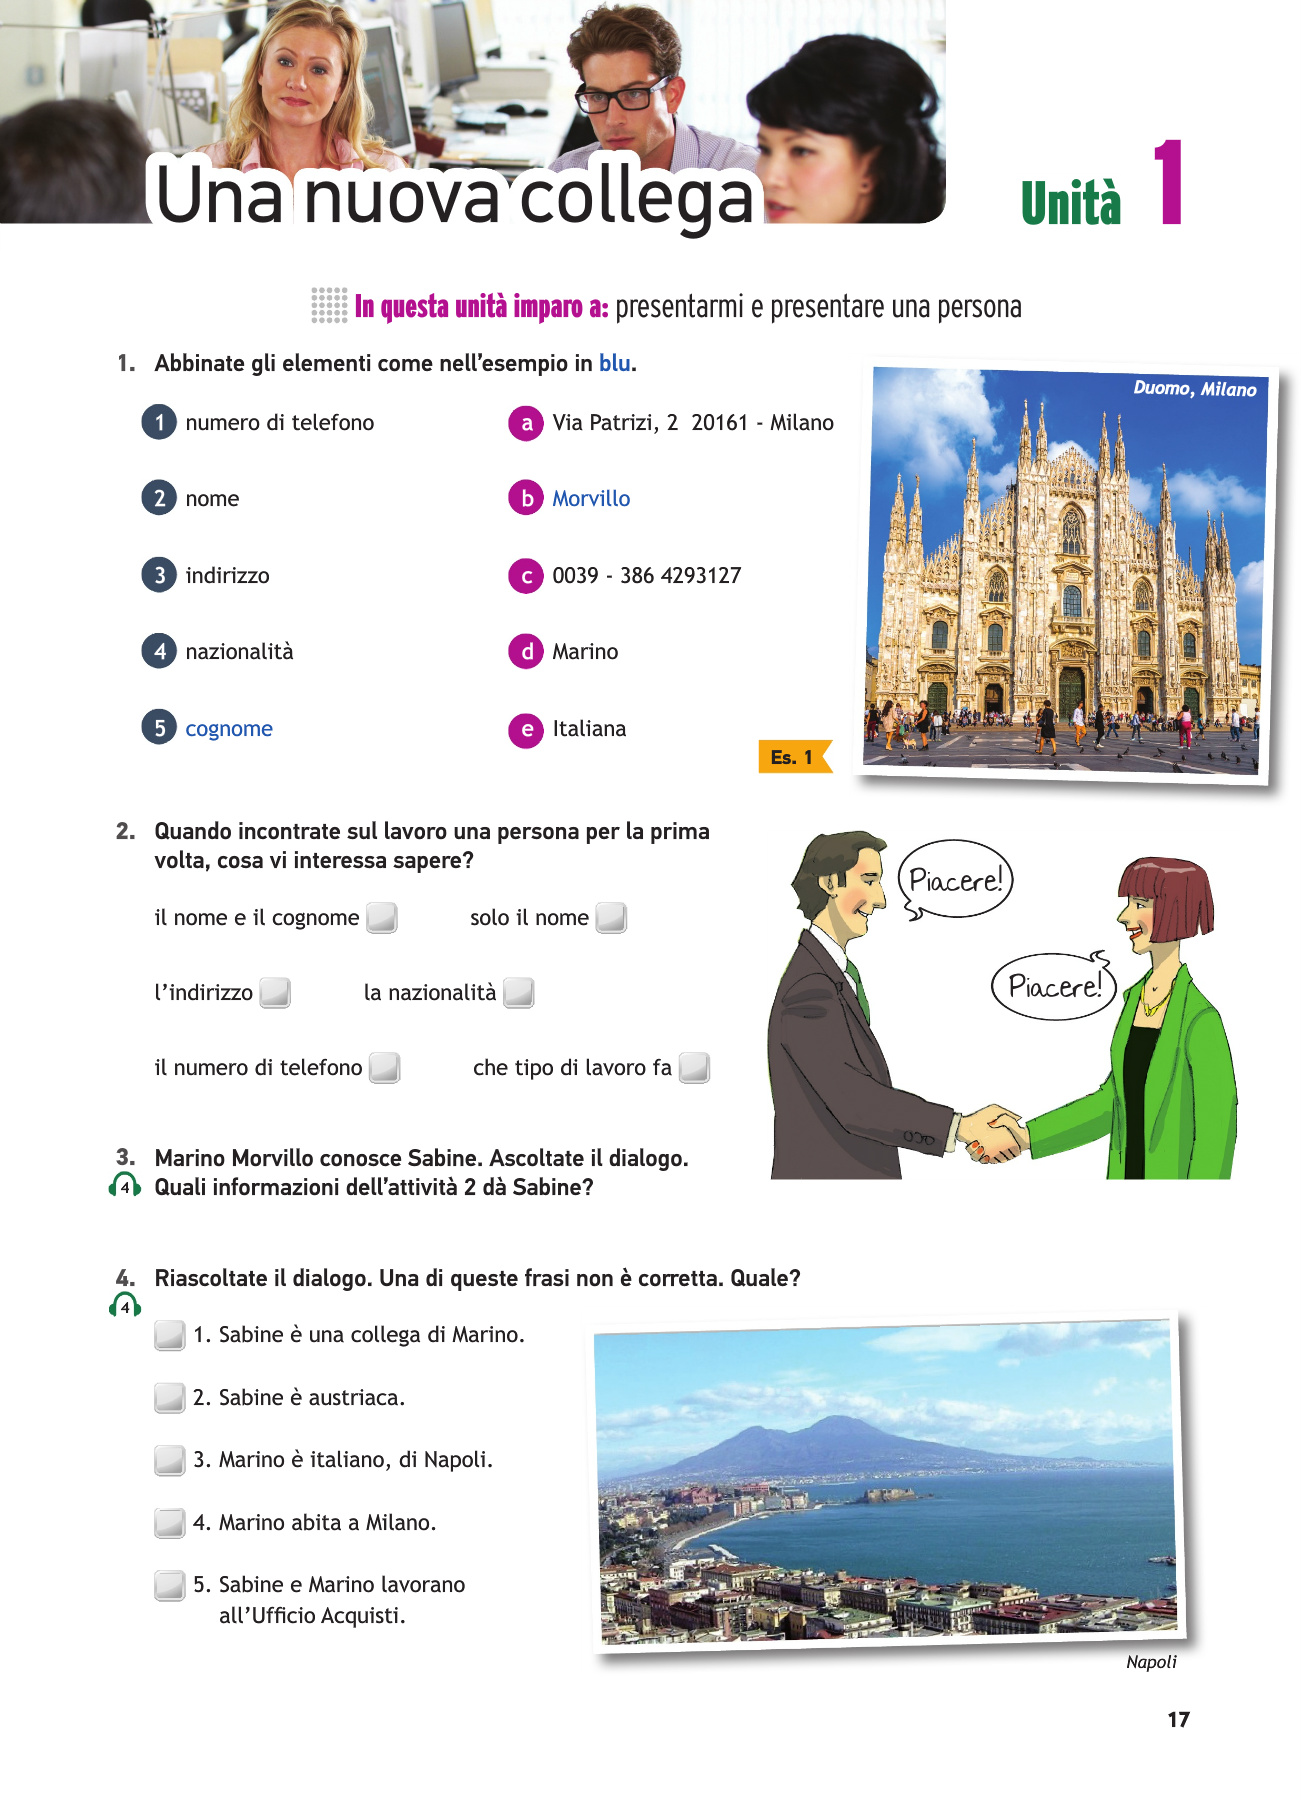 Una nuova collega
Unità 1
In questa unità imparo a: presentarmi e presentare una persona
1. Abbinate gli elementi come nell'esempio in blu.
1 numero di telefono
2 nome
3 indirizzo
4 nazionalità
5 cognome
a Via Patrizi, 2 20161 - Milano
b Morvillo
c 0039 - 386 4293127
d Marino
e Italiana
Es. 1
Duomo, Milano
2. Quando incontrate sul lavoro una persona per la prima
volta, cosa vi interessa sapere?
il nome e il cognome solo il nome
l'indirizzo la nazionalità
il numero di telefono che tipo di lavoro fa
Piacere!
Piacere!
3. Marino Morvillo conosce Sabine. Ascoltate il dialogo.
4 Quali informazioni dell'attività 2 dà Sabine?
4. Riascoltate il dialogo. Una di queste frasi non è corretta. Quale?
4
1. Sabine è una collega di Marino.
2. Sabine è austriaca.
3. Marino è italiano, di Napoli.
4. Marino abita a Milano.
5. Sabine e Marino lavorano
all'Ufficio Acquisti.
Napoli
17